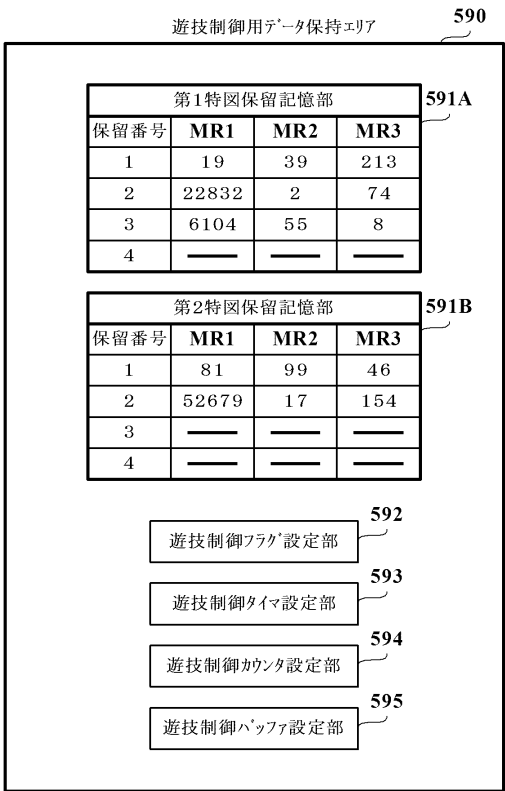 遊技制御用ﾃﾞｰﾀ保持エリア
590
第１特図保留記憶部
591A
保留番号 MR1 MR2 MR3
１ １９ ３９ ２１３
２ ２２８３２ ２ ７４
３ ６１０４ ５５ ８
４ ― ― ―
第２特図保留記憶部
591B
保留番号 MR1 MR2 MR3
１ ８１ ９９ ４６
２ ５２６７９ １７ １５４
３ ― ― ―
４ ― ― ―
592
遊技制御ﾌﾗｸﾞ設定部
593
遊技制御タイマ設定部
594
遊技制御ｶｳﾝﾀ設定部
595
遊技制御ﾊﾞｯﾌｧ設定部